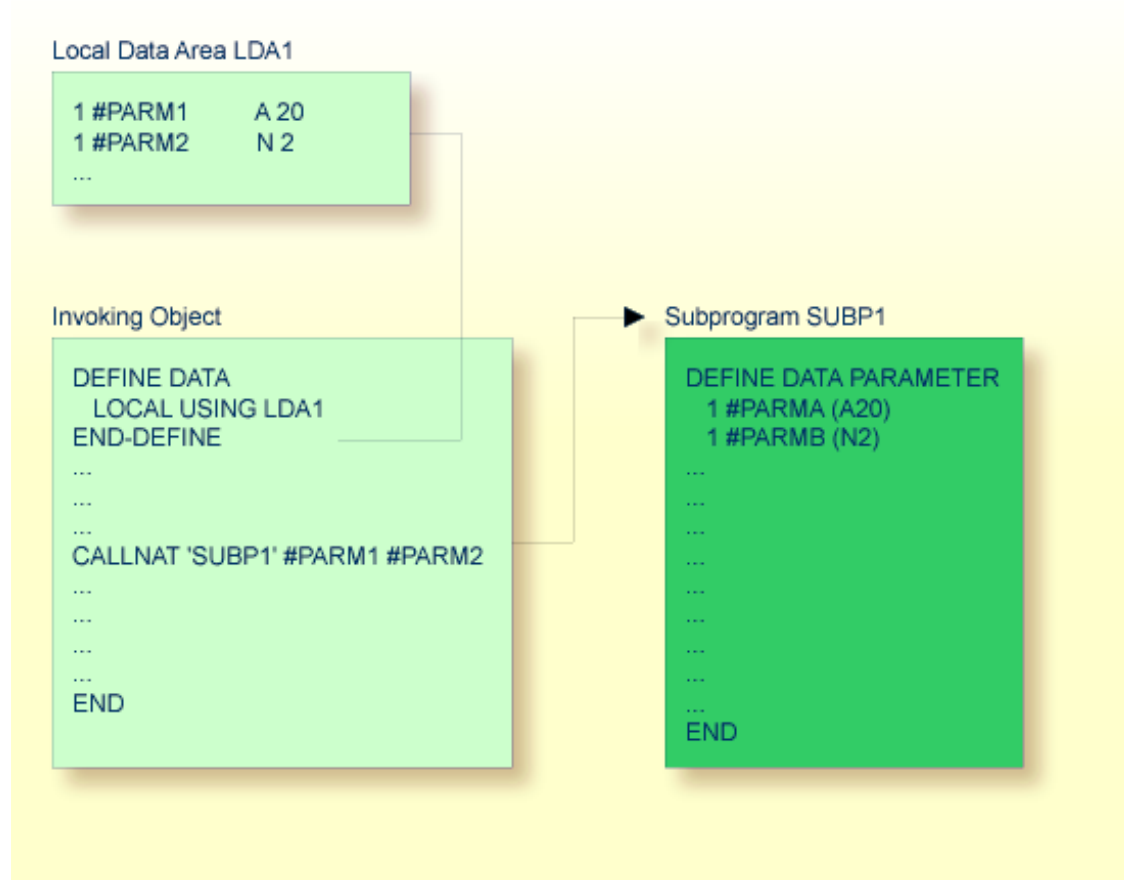 Local Data Area LDA1
1 #PARM1 A 20
1 #PARM2 N 2
...
Invoking Object
DEFINE DATA
LOCAL USING LDA1
END-DEFINE
...
...
...
CALLNAT 'SUBP1' #PARM1 #PARM2
...
...
...
...
END
Subprogram SUBP1
DEFINE DATA PARAMETER
1 #PARMA (A20)
1 #PARMB (N2)
...
...
...
...
...
...
...
...
...
END